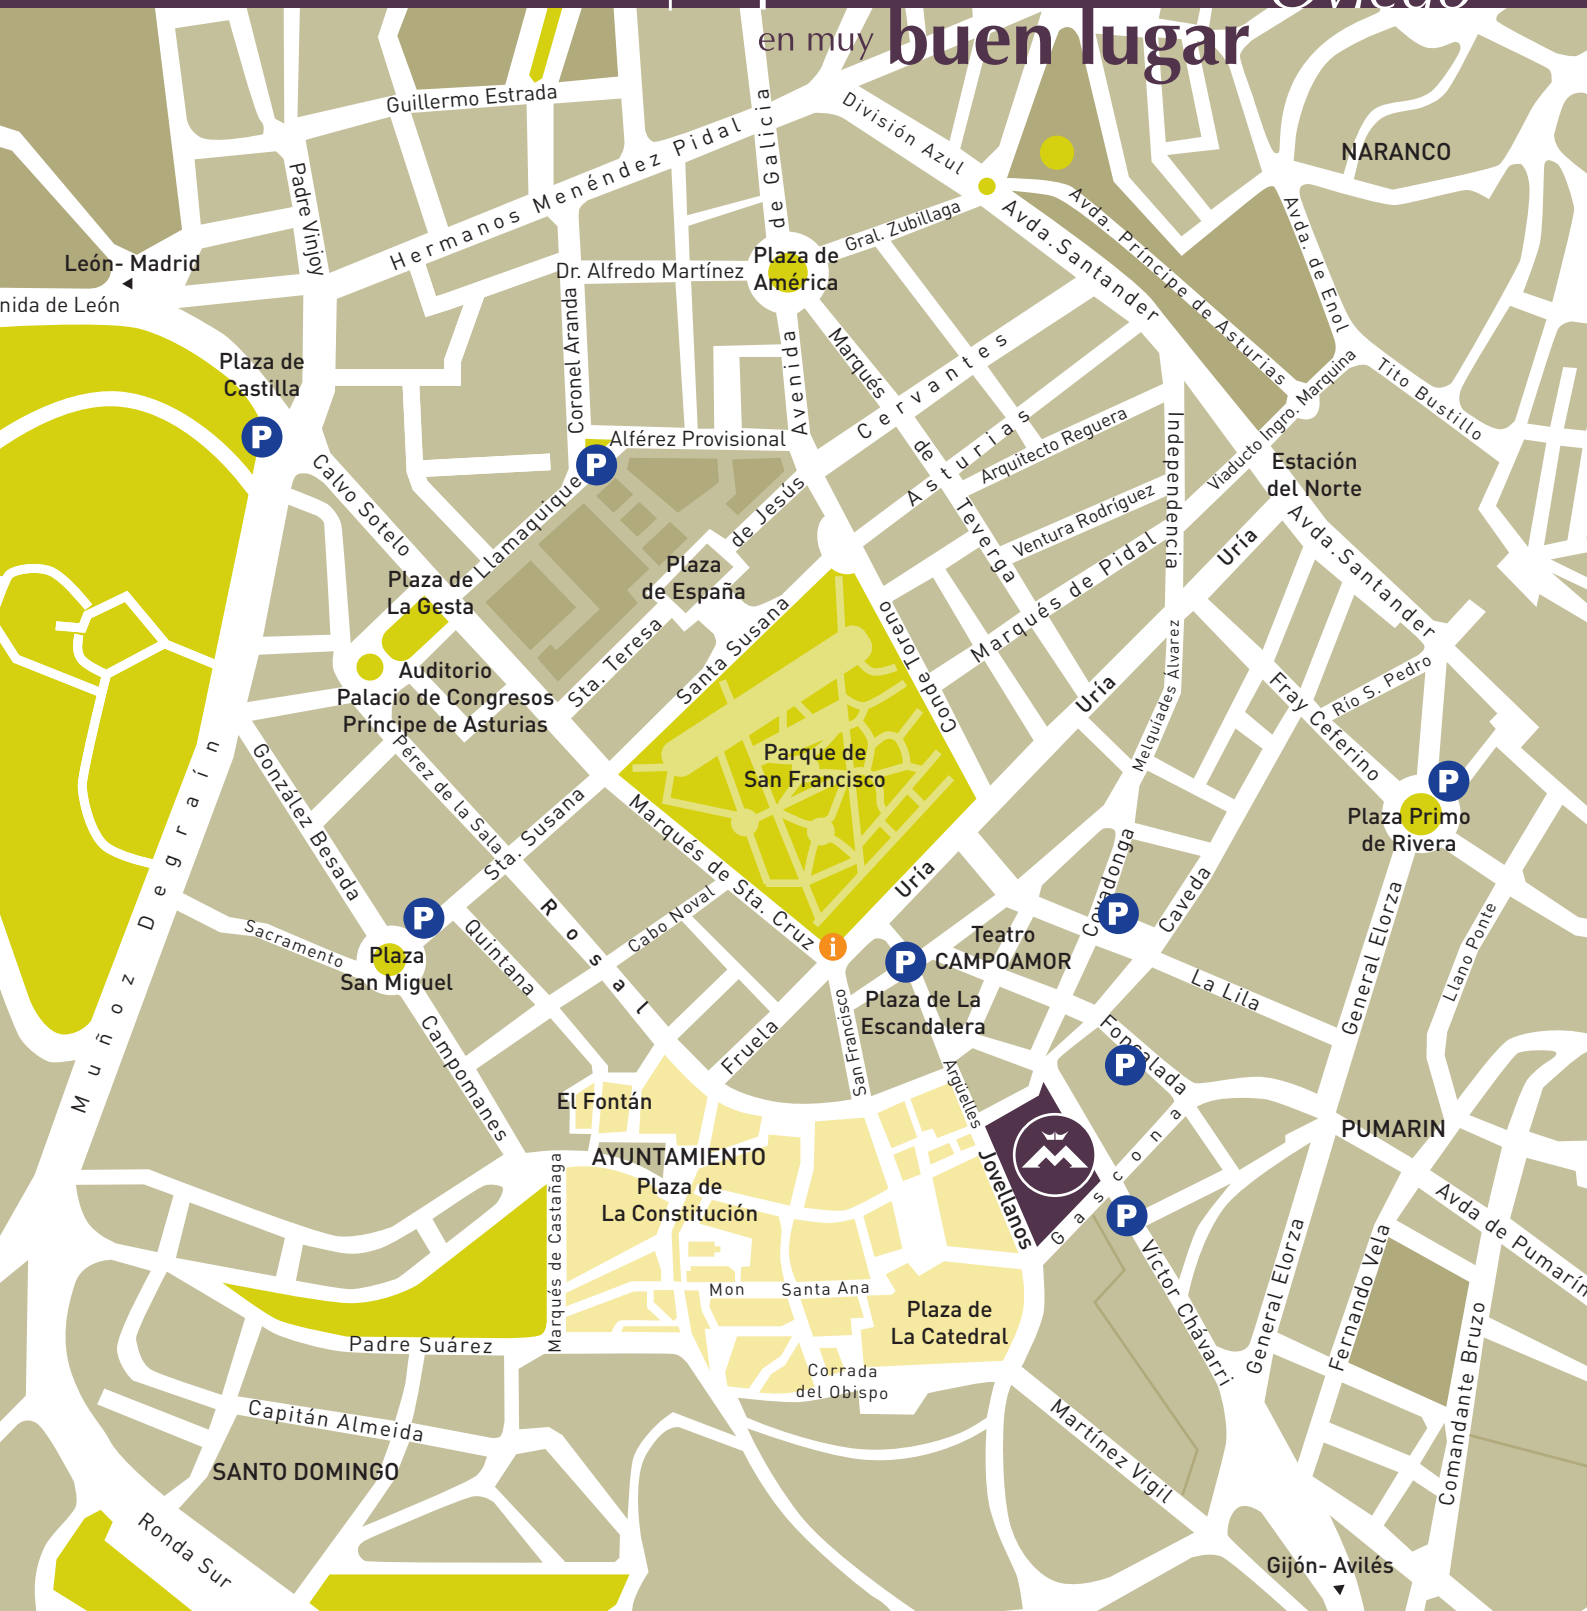 Oviedo
en muy buen lugar
Guillermo Estrada
Padre Vinjoy
Hermanos Menéndez Pidal
de Galicia
División Azul
NARANCO
León- Madrid
nida de León
Dr. Alfredo Martínez
Plaza de
América
Gral. Zubillaga
Avda. Santander
Avda. Príncipe de Asturias
Avda. de Enol
Plaza de
Castilla
P
Coronel Aranda
Avenida
Marqués
de
Teverga
Cervantes
Tito Bustillo
Viaducto Ingro. Marquina
Alférez Provisional
P
Asturias
Arquitecto Reguera
Independencia
Estación
del Norte
Calvo Sotelo
Llamaquique
de Jesús
Ventura Rodríguez
Uría
Avda. Santander
Plaza de
La Gesta
Plaza
de España
Marqués de Pidal
Santa Susana
Conde Toreno
Sta. Teresa
Melquíades Álvarez
Auditorio
Palacio de Congresos
Príncipe de Asturias
Uría
Río S. Pedro
Fray Ceferino
Parque de
San Francisco
P
Plaza Primo
de Rivera
González Besada
Pérez de la Sala
Sta. Susana
Marqués de Sta. Cruz
Muñoz Degraín
Uría
Covadonga
P
Caveda
Rosal
Cabo Noval
P
Quintana
Sacramento
Plaza
San Miguel
i
P
Teatro
CAMPOAMOR
Plaza de La
Escandalera
La Lila
General Elorza
Llano Ponte
Campomanes
Fruela
San Francisco
Argüelles
Foncalada
P
El Fontán
AYUNTAMIENTO
Plaza de
La Constitución
Jovellanos
Gascona
PUMARIN
Marqués de Castañaga
P
Avda de Pumarín
Víctor Chávarri
General Elorza
Fernando Vela
Comandante Bruzo
Mon
Santa Ana
Plaza de
La Catedral
Padre Suárez
Corrada
del Obispo
Capitán Almeida
Martínez Vigil
SANTO DOMINGO
Ronda Sur
Gijón- Avilés